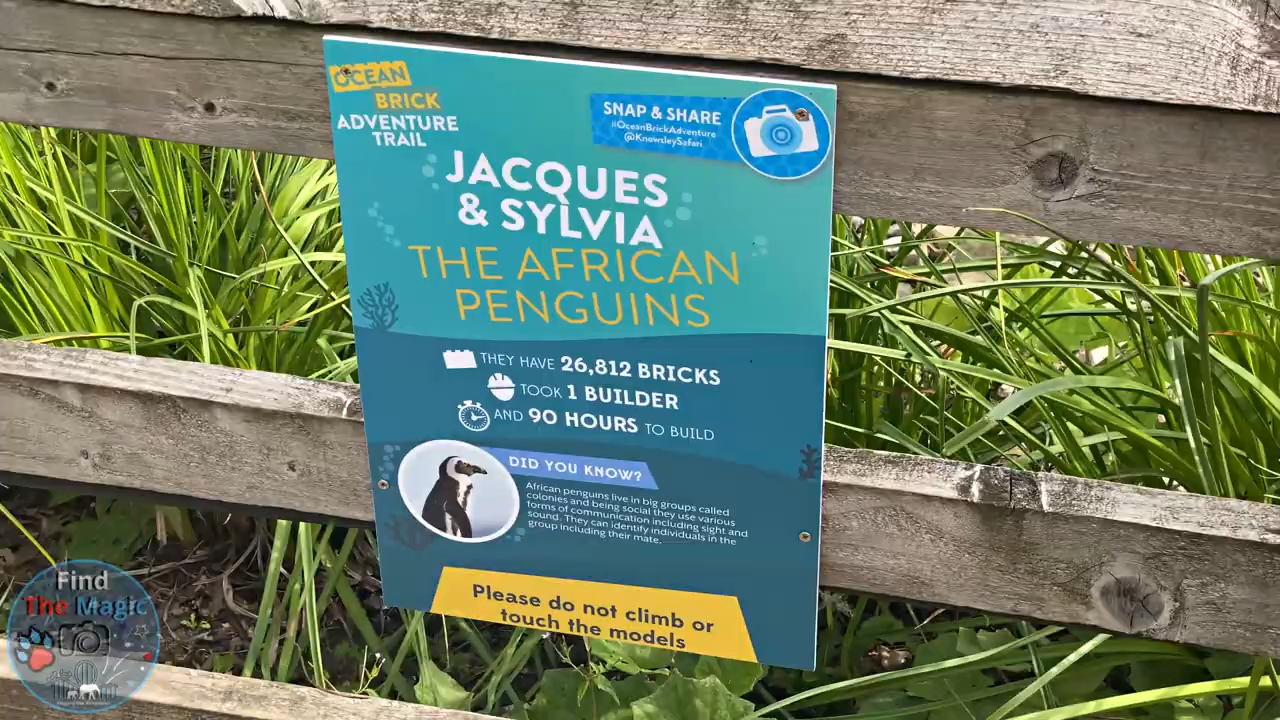 OCEAN
BRICK
ADVENTURE
TRAIL
SNAP & SHARE
#OceanBrickAdventure
@KnowsleySafari
JACQUES
& SYLVIA
THE AFRICAN
PENGUINS
THEY HAVE 26,812 BRICKS
TOOK 1 BUILDER
AND 90 HOURS TO BUILD
DID YOU KNOW?
African penguins live in big groups called
colonies and being social they use various
forms of communication including sight and
sound. They can identify individuals in the
group including their mate.
Please do not climb or
touch the models
Find
The Magic